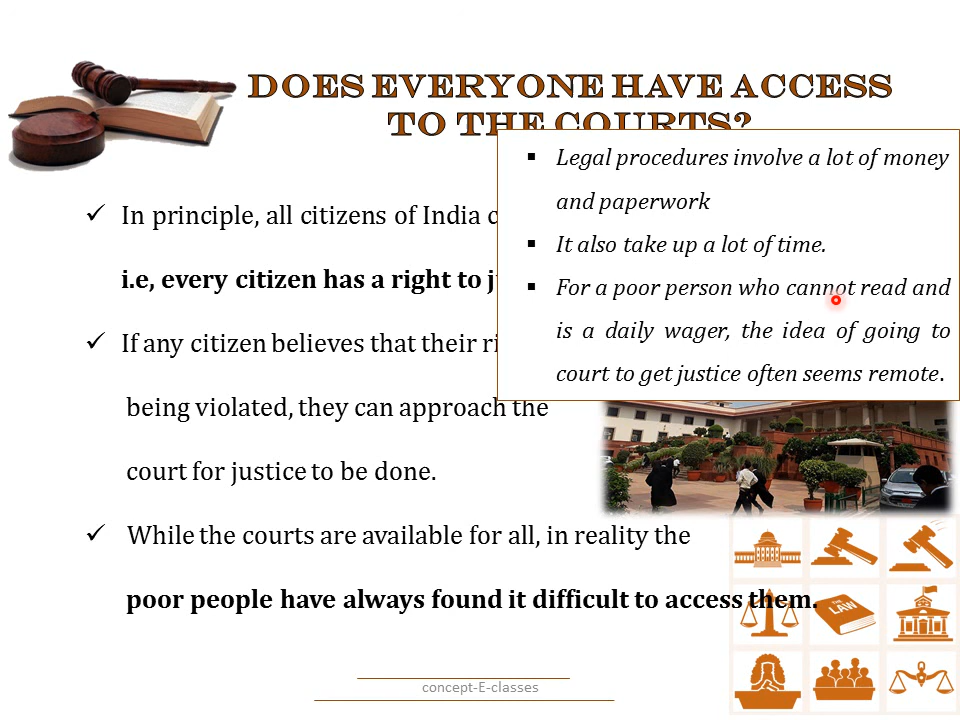 DOES EVERYONE HAVE ACCESS
TO THE COURTS?
Legal procedures involve a lot of money
and paperwork
It also take up a lot of time.
For a poor person who cannot read and
is a daily wager, the idea of going to
court to get justice often seems remote.
In principle, all citizens of India
i.e, every citizen has a right to
If any citizen believes that their
being violated, they can approach the
court for justice to be done.
While the courts are available for all, in reality the
poor people have always found it difficult to access them.
THE LAW
concept-E-classes